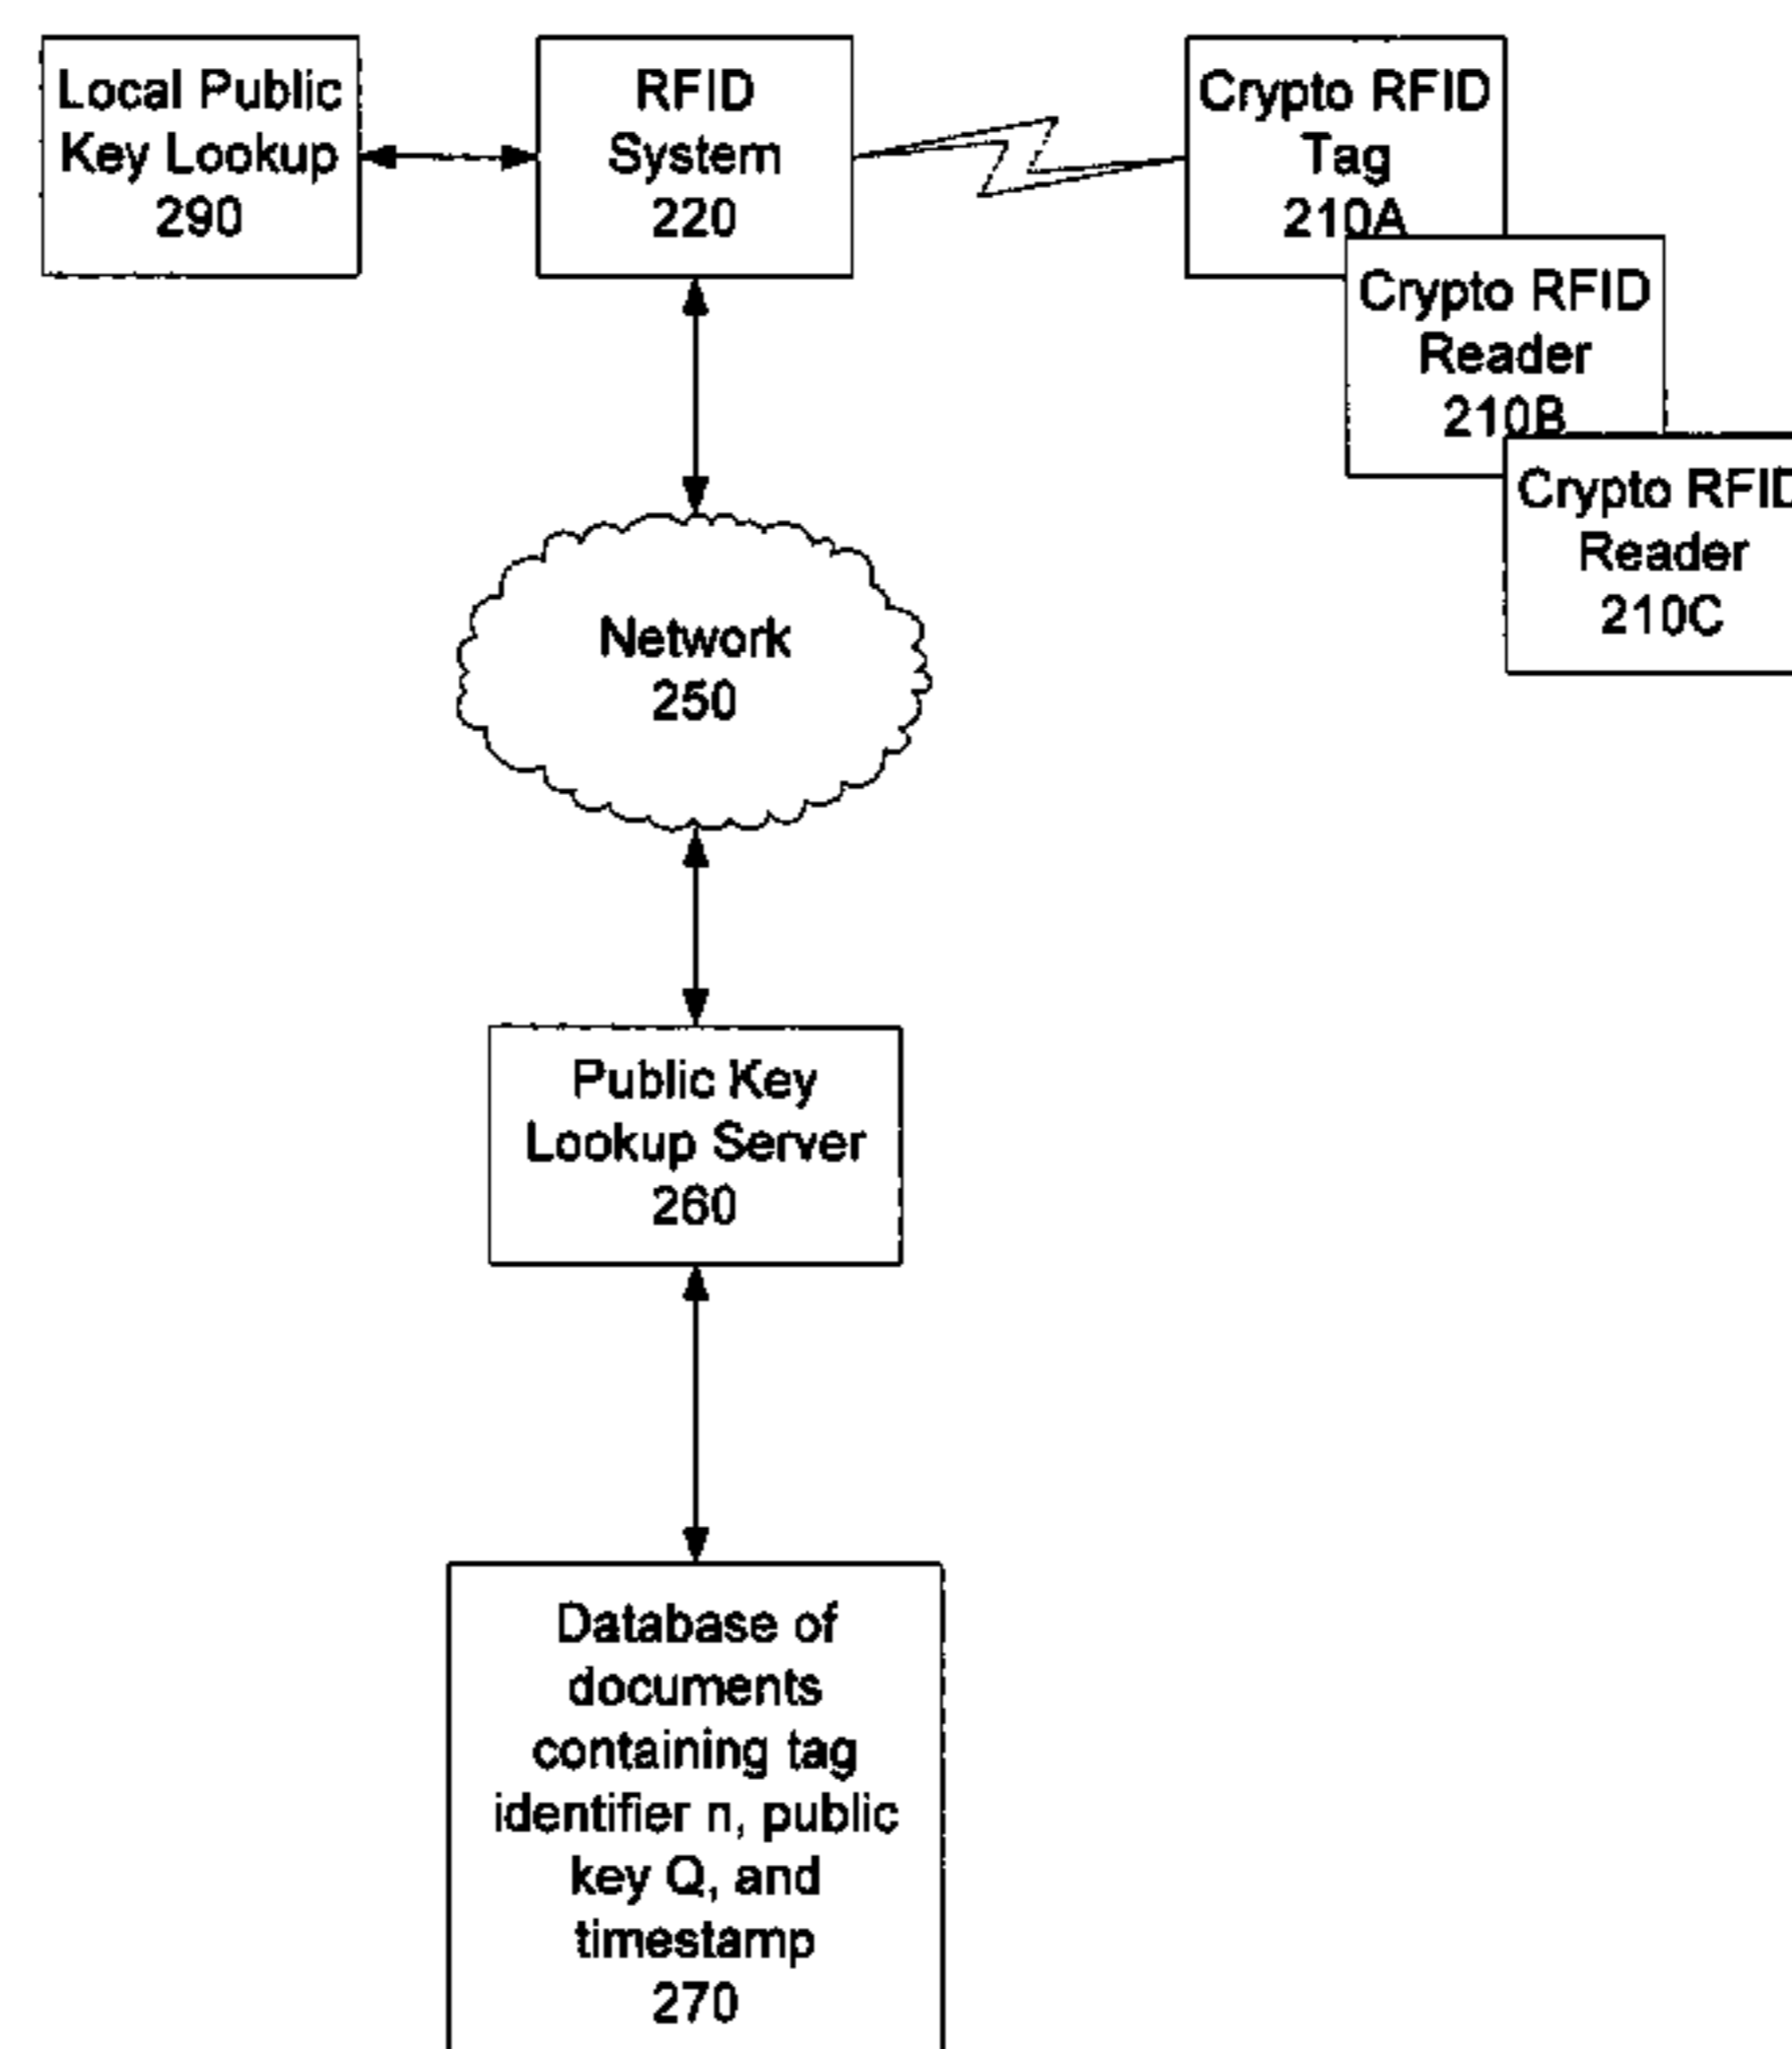 Local Public
Key Lookup
290
RFID
System
220
Crypto RFID
Tag
210A
Crypto RFID
Reader
210B
Crypto RFID
Reader
210C
Network
250
Public Key
Lookup Server
260
Database of
documents
containing tag
identifier n, public
key Q, and
timestamp
270